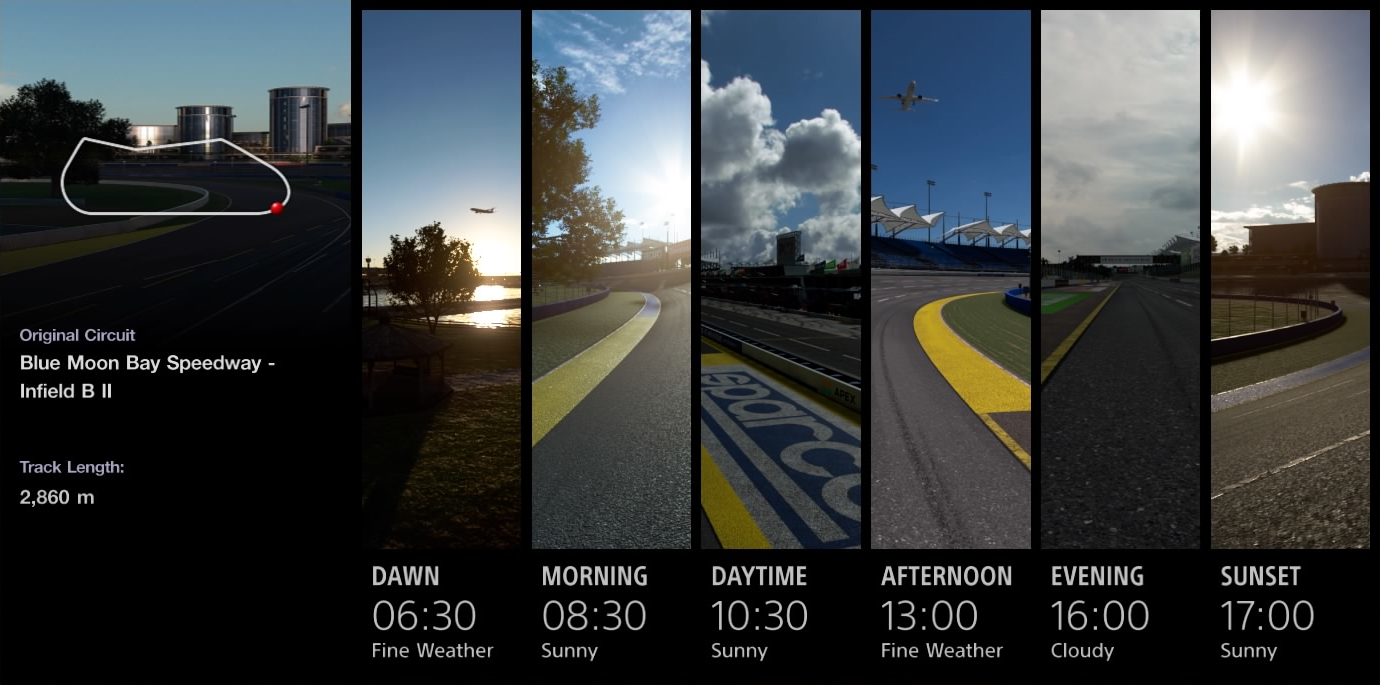 Original Circuit
Blue Moon Bay Speedway -
Infield B II
Track Length:
2,860 m
sparco
APEX
DAWN
06:30
Fine Weather
MORNING
08:30
Sunny
DAYTIME
10:30
Sunny
AFTERNOON
13:00
Fine Weather
EVENING
16:00
Cloudy
SUNSET
17:00
Sunny